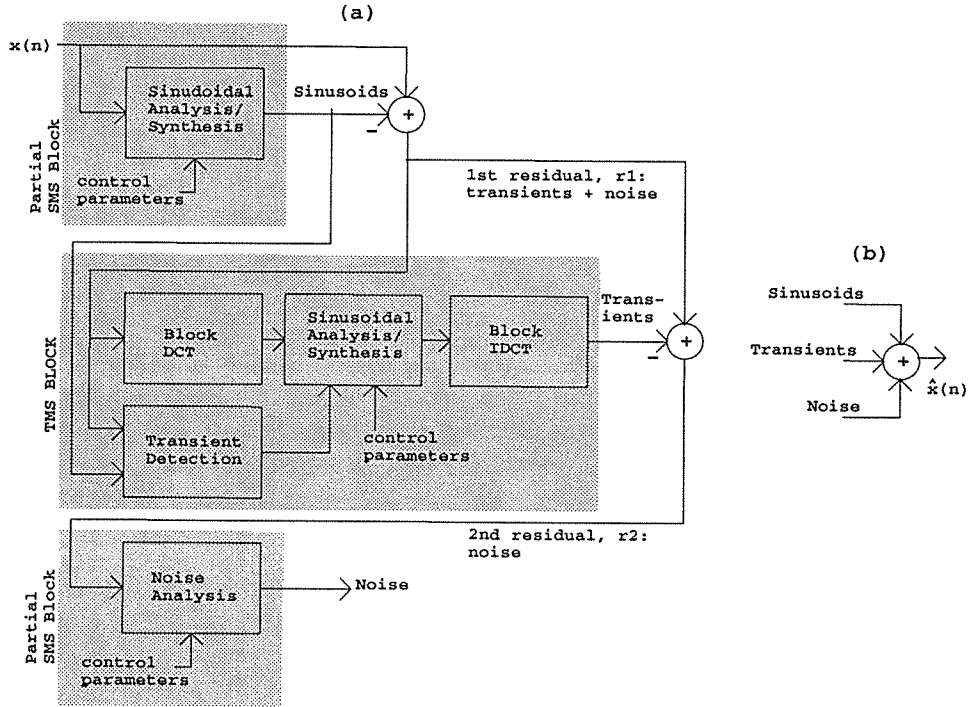 (a)
x(n)
Sinudoidal
Analysis/
Synthesis
Sinusoids
+
−
control
parameters
Partial
SMS Block
1st residual, r1:
transients + noise
Block
DCT
Sinusoidal
Analysis/
Synthesis
Block
IDCT
Trans-
ients
+
−
Transient
Detection
control
parameters
TMS BLOCK
2nd residual, r2:
noise
Noise
Analysis
Noise
control
parameters
Partial
SMS Block
(b)
Sinusoids
Transients
+
x̂(n)
Noise